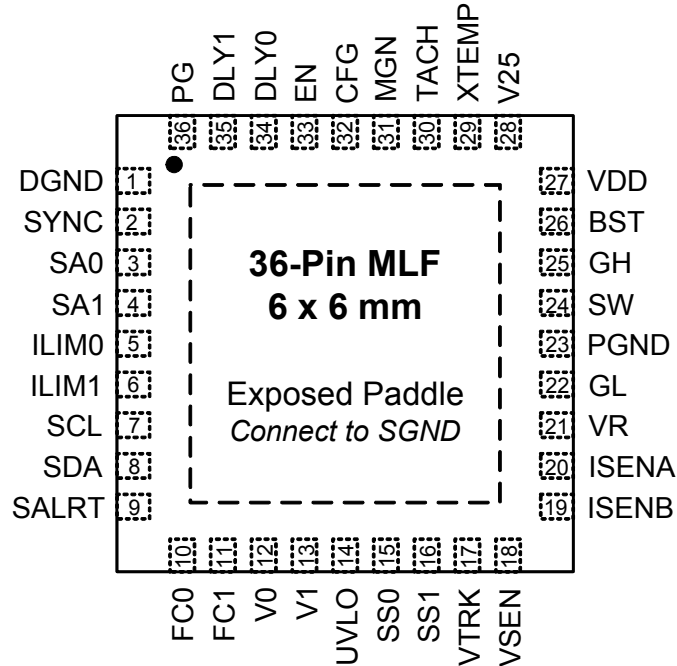 PG DLY1 DLY0 EN CFG MGN TACH XTEMP V25
36 35 34 33 32 31 30 29 28
DGND 1
SYNC 2
SA0 3
SA1 4
ILIM0 5
ILIM1 6
SCL 7
SDA 8
SALRT 9
36-Pin MLF
6 x 6 mm
Exposed Paddle
Connect to SGND
27 VDD
26 BST
25 GH
24 SW
23 PGND
22 GL
21 VR
20 ISENA
19 ISENB
10 11 12 13 14 15 16 17 18
FC0 FC1 V0 V1 UVLO SS0 SS1 VTRK VSEN